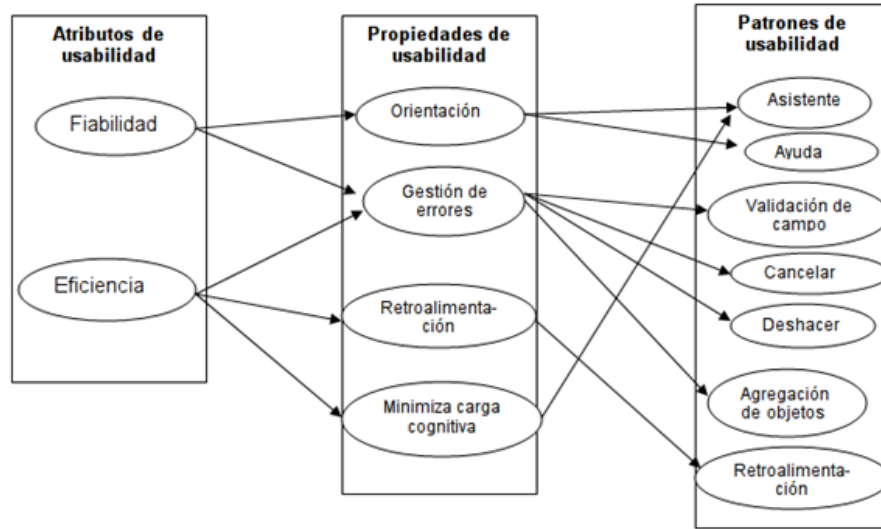 Atributos de
usabilidad
Fiabilidad
Eficiencia
Propiedades de
usabilidad
Orientación
Gestión de
errores
Retroalimenta-
ción
Minimiza carga
cognitiva
Patrones de
usabilidad
Asistente
Ayuda
Validación de
campo
Cancelar
Deshacer
Agregación
de objetos
Retroalimenta-
ción